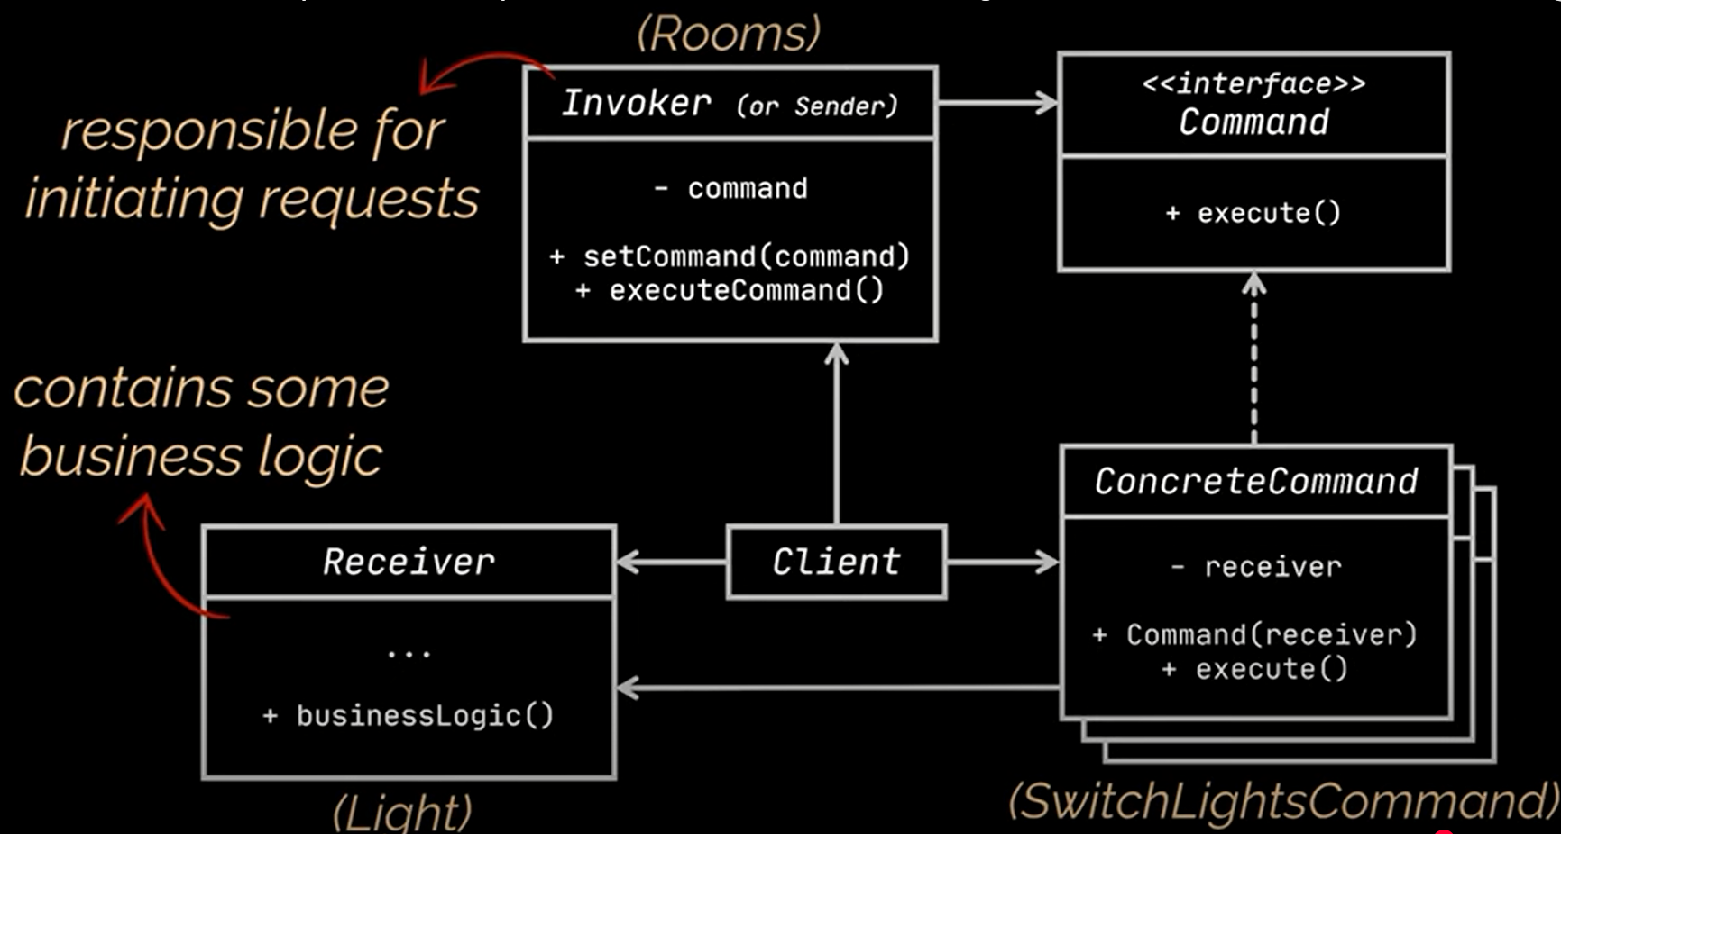 (Rooms)
Invoker (or Sender)
- command
+ setCommand(command)
+ executeCommand()
<<interface>>
Command
+ execute()
responsible for
initiating requests
contains some
business logic
Receiver
...
+ businessLogic()
(Light)
Client
ConcreteCommand
- receiver
+ Command(receiver)
+ execute()
(SwitchLightsCommand)